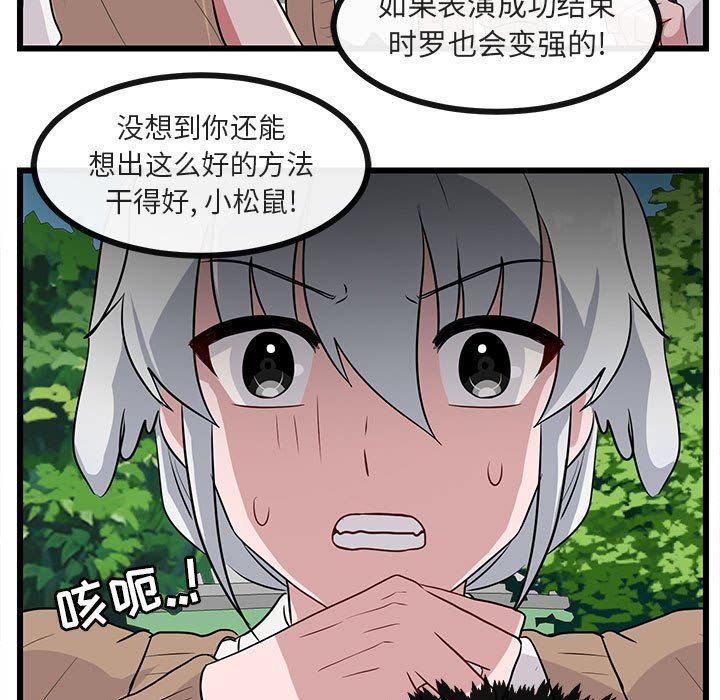 如果表演成功结束
时罗也会变强的!
没想到你还能
想出这么好的方法
干得好, 小松鼠!
咳呃..!